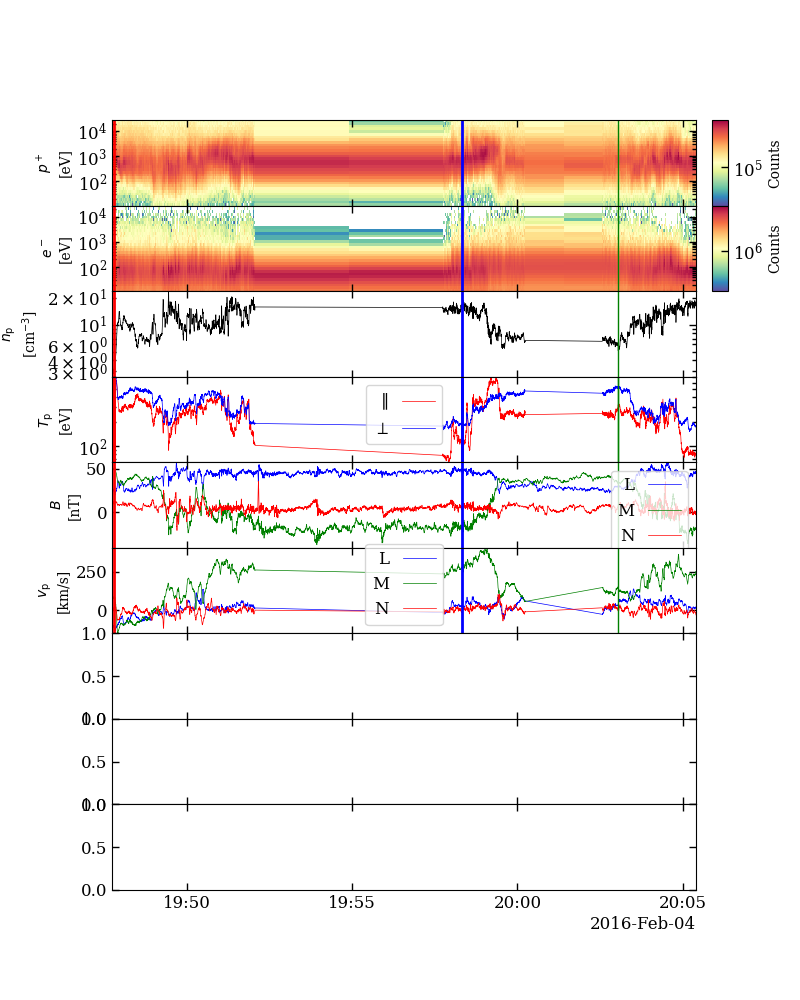 10⁴
10³
10²
p⁺
[eV]
10⁵
Counts
10⁴
10³
10²
e⁻
[eV]
10⁶
Counts
2 × 10¹
10¹
6 × 10⁰
4 × 10⁰
3 × 10⁰
nₚ
[cm⁻³]
10²
Tₚ
[eV]
∥
⊥
50
0
B
[nT]
L
M
N
250
0
vₚ
[km/s]
L
M
N
1.0
0.5
0.0
1.0
0.5
0.0
1.0
0.5
0.0
19:50
19:55
20:00
20:05
2016-Feb-04